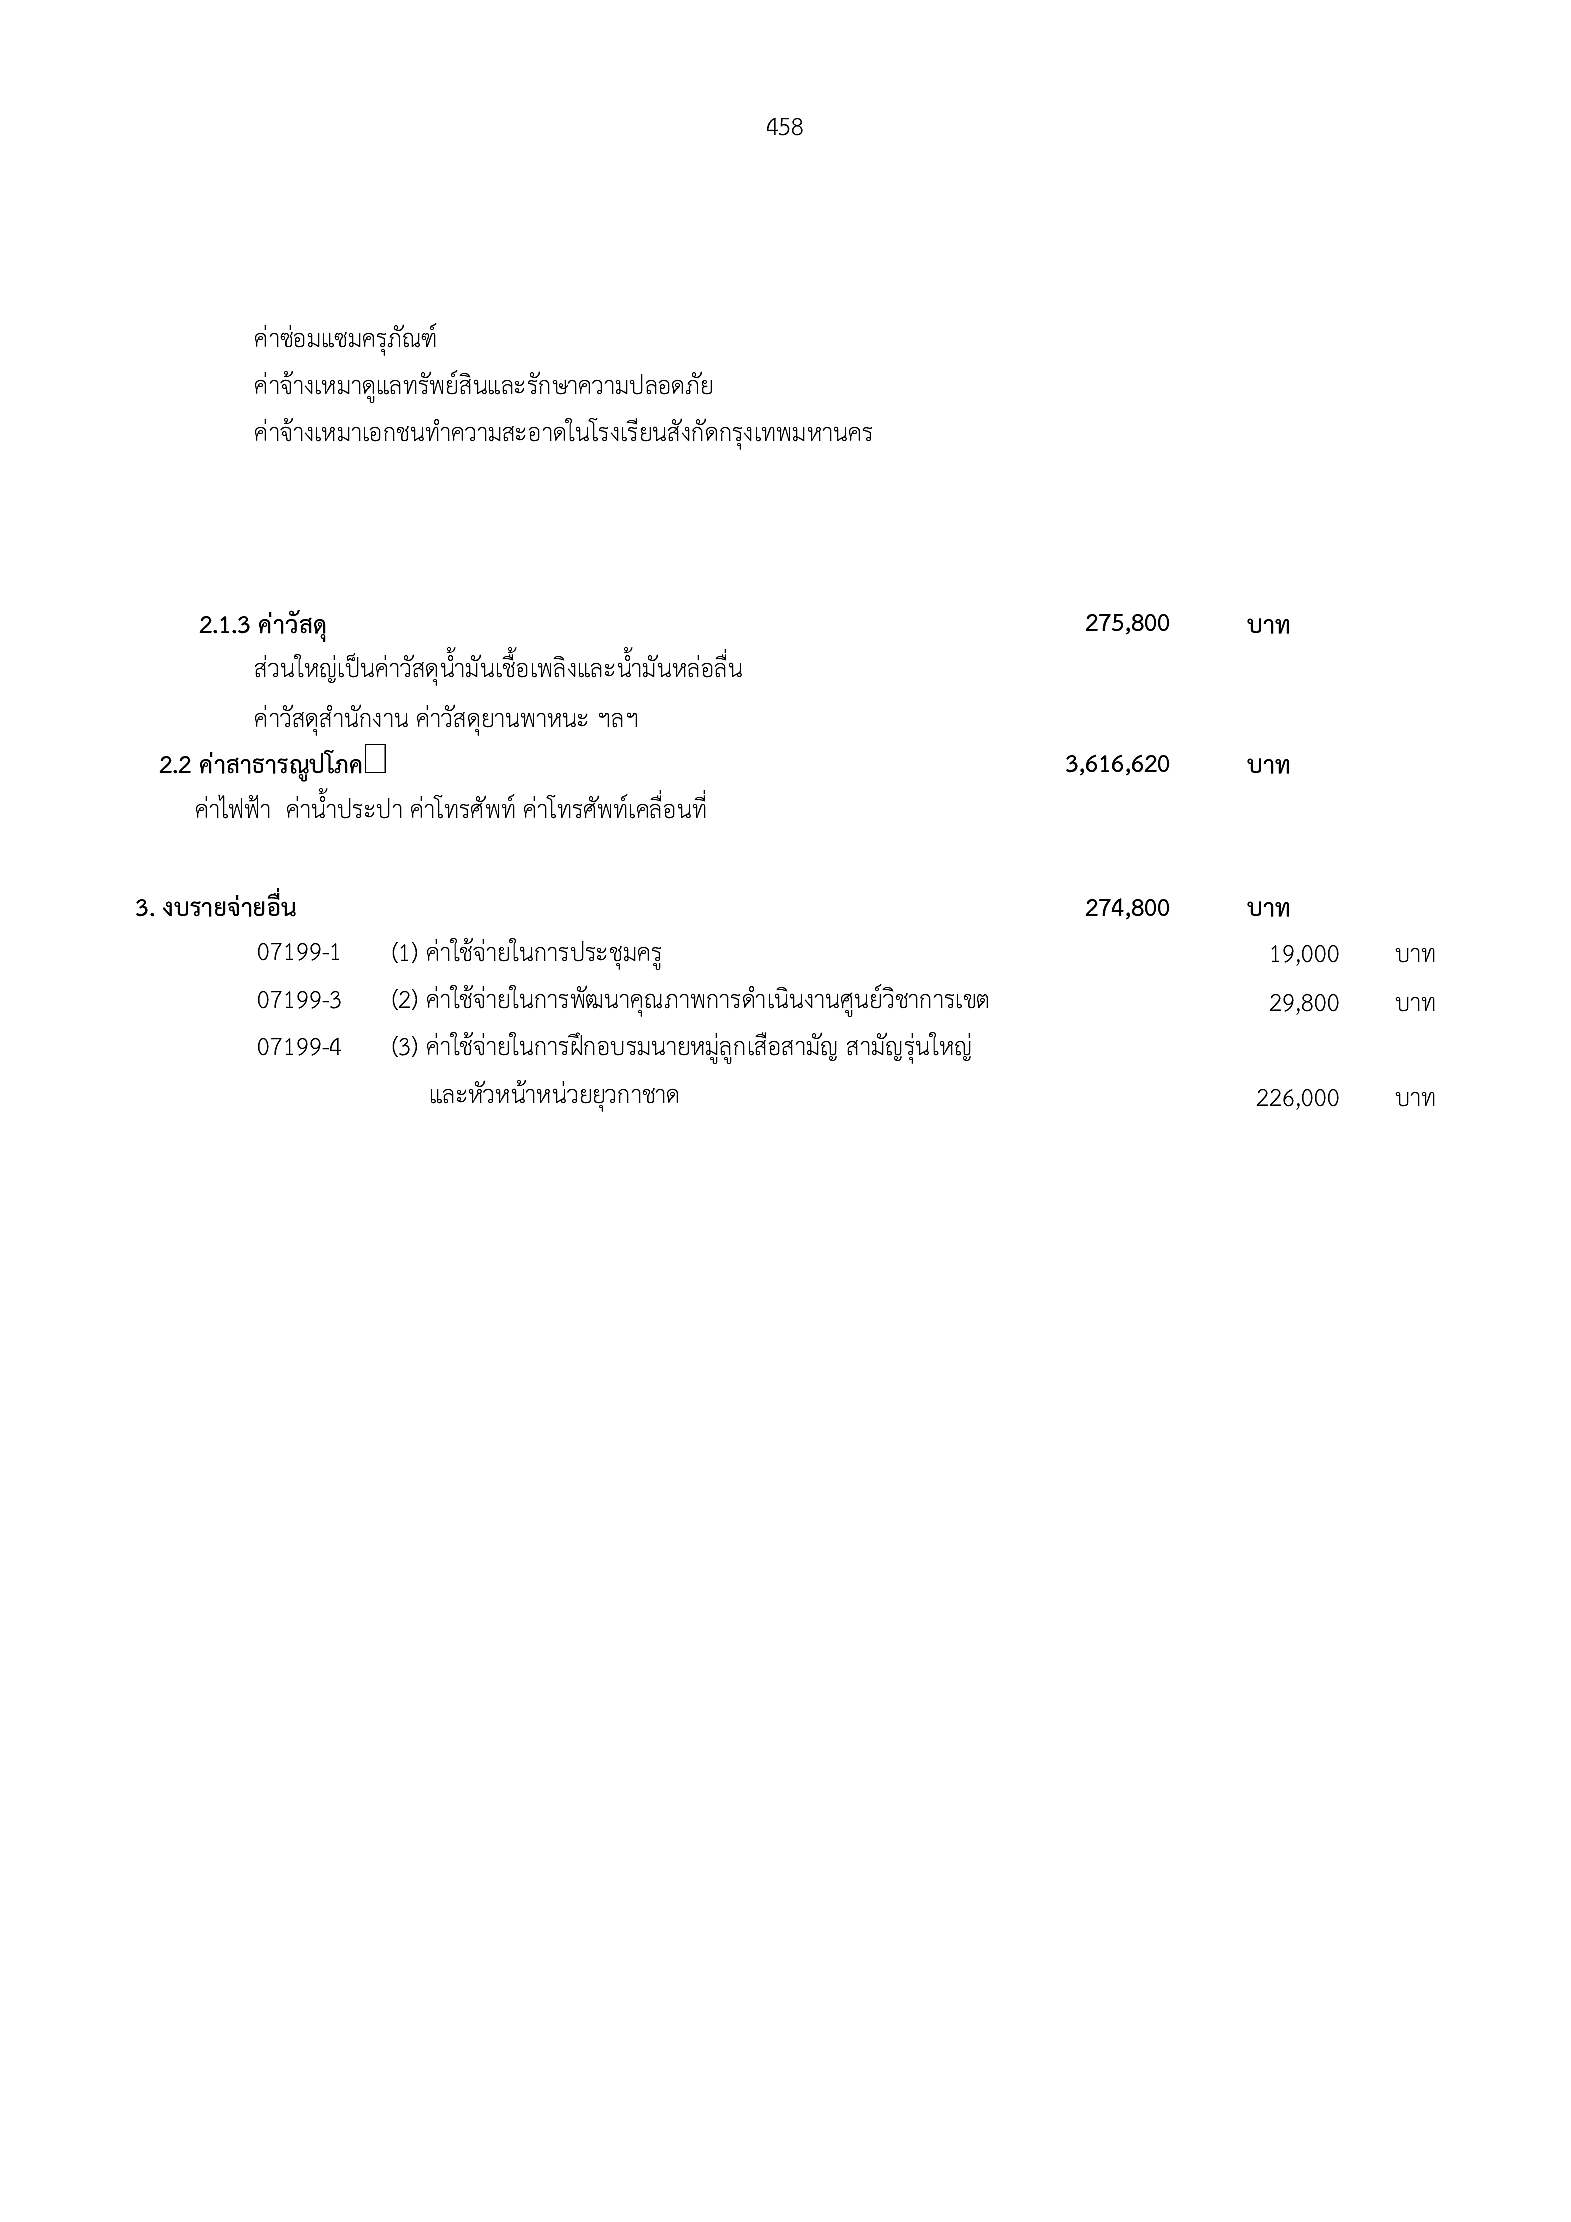 458
ค่าซ่อมแซมครุภัณฑ์
ค่าจ้างเหมาดูแลทรัพย์สินและรักษาความปลอดภัย
ค่าจ้างเหมาเอกชนทำความสะอาดในโรงเรียนสังกัดกรุงเทพมหานคร
2.1.3 ค่าวัสดุ 275,800 บาท
ส่วนใหญ่เป็นค่าวัสดุน้ำมันเชื้อเพลิงและน้ำมันหล่อลื่น
ค่าวัสดุสำนักงาน ค่าวัสดุยานพาหนะ ฯลฯ
2.2 ค่าสาธารณูปโภค 3,616,620 บาท
ค่าไฟฟ้า ค่าน้ำประปา ค่าโทรศัพท์ ค่าโทรศัพท์เคลื่อนที่
3. งบรายจ่ายอื่น 274,800 บาท
07199-1 (1) ค่าใช้จ่ายในการประชุมครู 19,000 บาท
07199-3 (2) ค่าใช้จ่ายในการพัฒนาคุณภาพการดำเนินงานศูนย์วิชาการเขต 29,800 บาท
07199-4 (3) ค่าใช้จ่ายในการฝึกอบรมนายหมู่ลูกเสือสามัญ สามัญรุ่นใหญ่
และหัวหน้าหน่วยยุวกาชาด 226,000 บาท